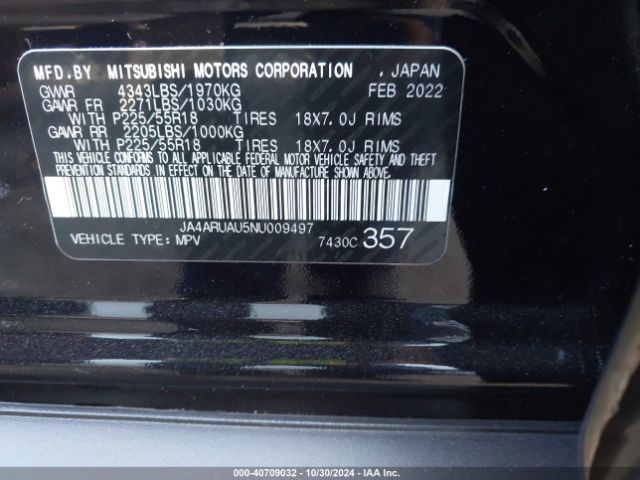 MFD.BY MITSUBISHI MOTORS CORPORATION , JAPAN
GVWR 4343LBS/1970KG FEB 2022
GAWR FR 2271LBS/1030KG
WITH P225/55R18 TIRES 18X7.0J RIMS
GAWR RR 2205LBS/1000KG
WITH P225/55R18 TIRES 18X7.0J RIMS
THIS VEHICLE CONFORMS TO ALL APPLICABLE FEDERAL MOTOR VEHICLE SAFETY AND THEFT
PREVENTION STANDARDS IN EFFECT ON THE DATE OF MANUFACTURE SHOWN ABOVE.
JA4ARUAU5NU009497
VEHICLE TYPE: MPV 7430C 357
000-40709032 - 10/30/2024 - IAA Inc.